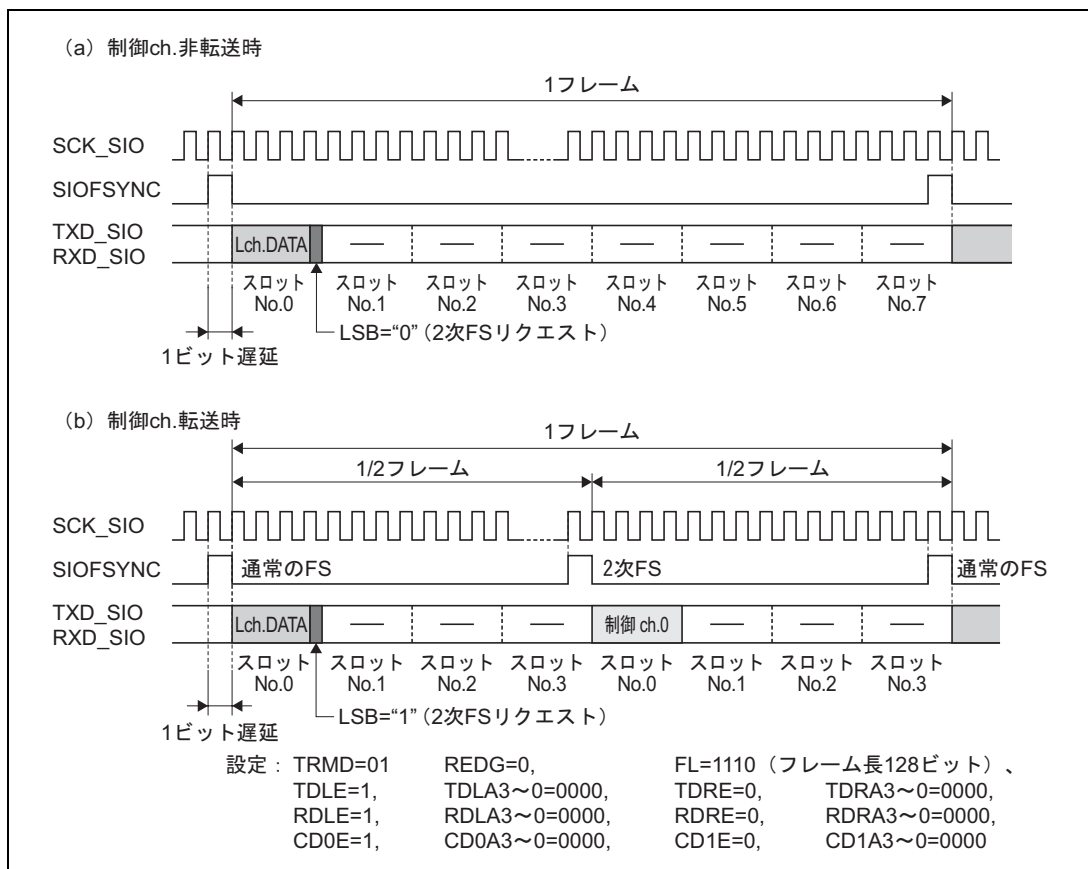 （a）制御ch.非転送時
1フレーム
SCK_SIO
SIOFSYNC
TXD_SIO
RXD_SIO
Lch.DATA
スロット
No.0
スロット
No.1
スロット
No.2
スロット
No.3
スロット
No.4
スロット
No.5
スロット
No.6
スロット
No.7
LSB=“0”（2次FSリクエスト）
1ビット遅延
（b）制御ch.転送時
1フレーム
1/2フレーム
1/2フレーム
SCK_SIO
SIOFSYNC
通常のFS
2次FS
通常のFS
TXD_SIO
RXD_SIO
Lch.DATA
制御 ch.0
スロット
No.0
スロット
No.1
スロット
No.2
スロット
No.3
スロット
No.0
スロット
No.1
スロット
No.2
スロット
No.3
LSB=“1”（2次FSリクエスト）
1ビット遅延
設定： TRMD=01 REDG=0, FL=1110（フレーム長128ビット）、
TDLE=1, TDLA3～0=0000, TDRE=0, TDRA3～0=0000,
RDLE=1, RDLA3～0=0000, RDRE=0, RDRA3～0=0000,
CD0E=1, CD0A3～0=0000, CD1E=0, CD1A3～0=0000